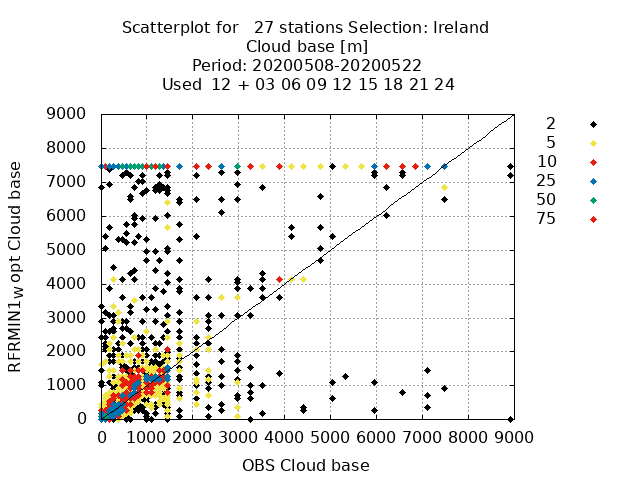 Scatterplot for   27 stations Selection: Ireland
Cloud base [m]
Period: 20200508-20200522
Used  12 + 03 06 09 12 15 18 21 24
RFRMIN1w opt Cloud base
9000
8000
7000
6000
5000
4000
3000
2000
1000
0
0 1000 2000 3000 4000 5000 6000 7000 8000 9000
OBS Cloud base
2
5
10
25
50
75